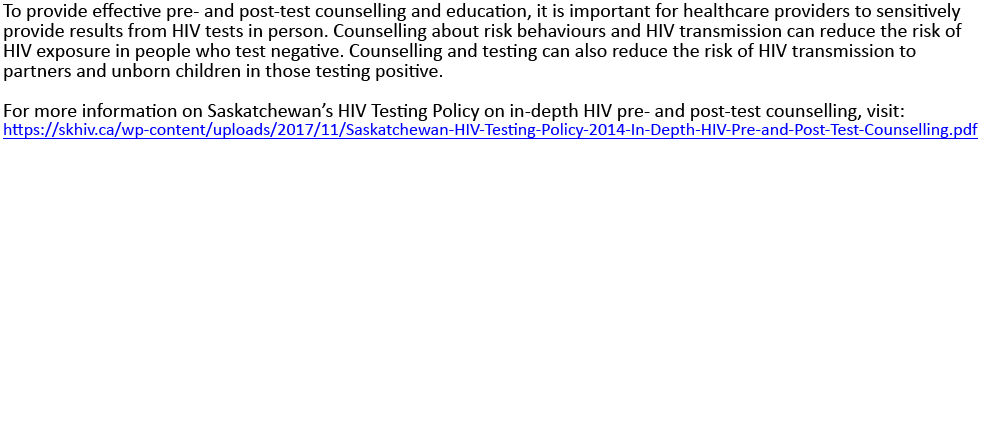 To provide effective pre- and post-test counselling and education, it is important for healthcare providers to sensitively
provide results from HIV tests in person. Counselling about risk behaviours and HIV transmission can reduce the risk of
HIV exposure in people who test negative. Counselling and testing can also reduce the risk of HIV transmission to
partners and unborn children in those testing positive.
For more information on Saskatchewan’s HIV Testing Policy on in-depth HIV pre- and post-test counselling, visit:
https://skhiv.ca/wp-content/uploads/2017/11/Saskatchewan-HIV-Testing-Policy-2014-In-Depth-HIV-Pre-and-Post-Test-Counselling.pdf